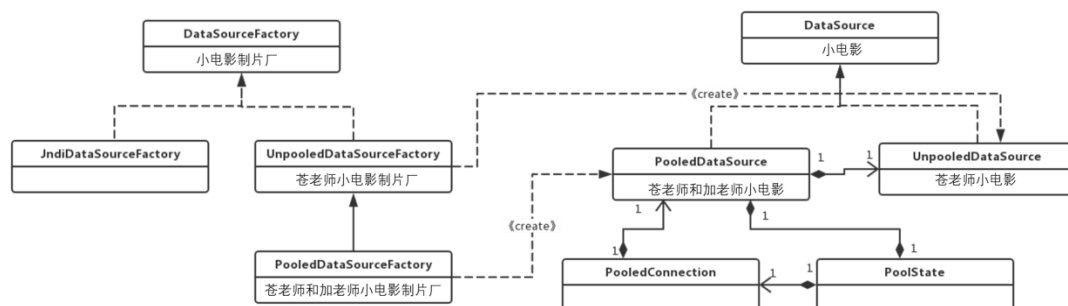 DataSourceFactory
小电影制片厂
DataSource
小电影
《create》
JndiDataSourceFactory
UnpooledDataSourceFactory
苍老师小电影制片厂
PooledDataSource
苍老师和加老师小电影
1
1
UnpooledDataSource
苍老师小电影
《create》
1
1
1
1
PooledDataSourceFactory
苍老师和加老师小电影制片厂
PooledConnection
1
1
PoolState